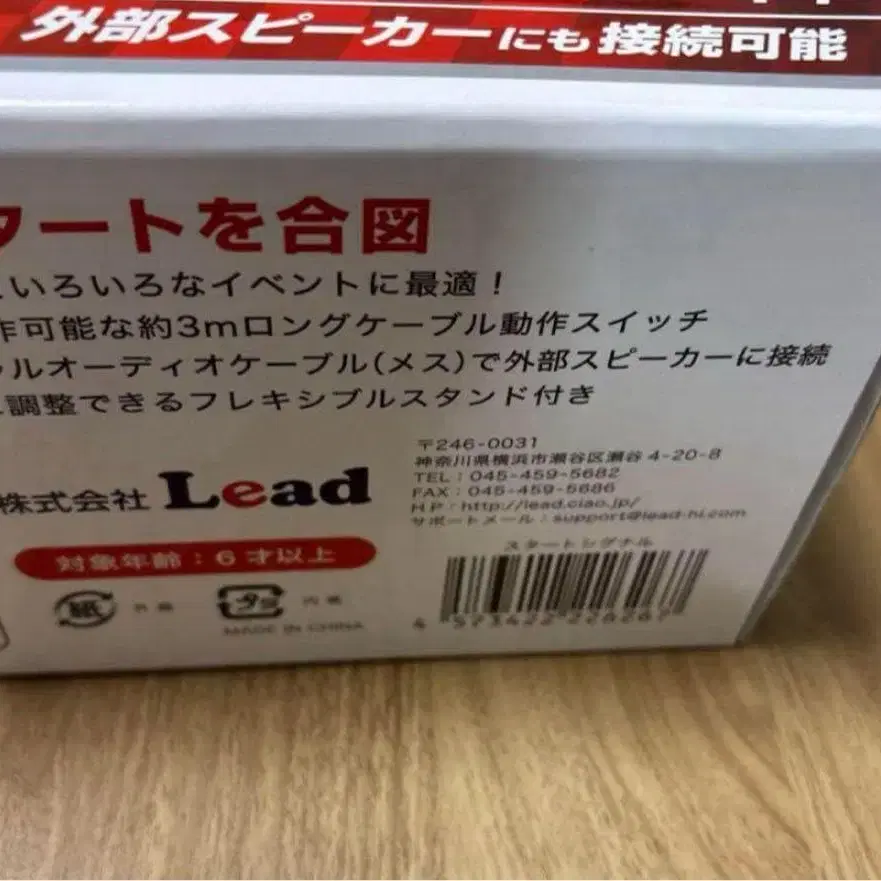 外部スピーカーにも接続可能
タートを合図
いろいろなイベントに最適！
作可能な約3mロングケーブル動作スイッチ
ルオーディオケーブル(メス)で外部スピーカーに接続
調整できるフレキシブルスタンド付き
〒246-0031
神奈川県横浜市瀬谷区瀬谷 4-20-8
TEL：045-459-5682
FAX：045-459-5686
HP：http://lead.ciao.jp/
サポートメール：support@lead-hi.com
株式会社 Lead
スタートシグナル
対象年齢：6才以上
紙 外箱
プラ 内袋
MADE IN CHINA